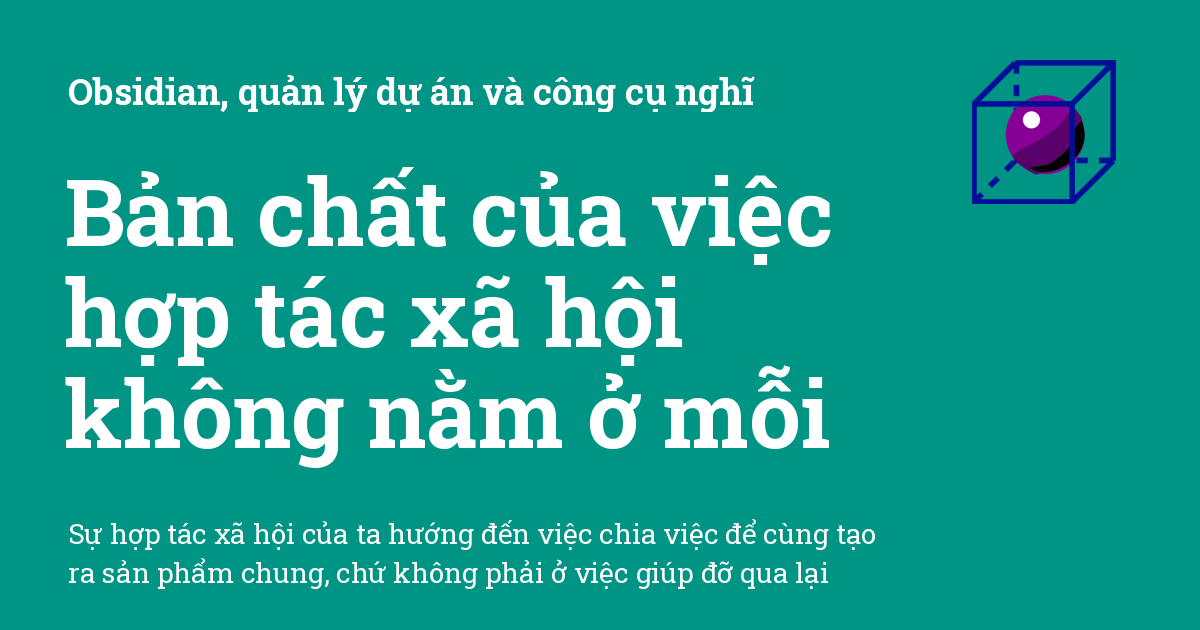 Obsidian, quản lý dự án và công cụ nghĩ
Bản chất của việc
hợp tác xã hội
không nằm ở mỗi
Sự hợp tác xã hội của ta hướng đến việc chia việc để cùng tạo
ra sản phẩm chung, chứ không phải ở việc giúp đỡ qua lại